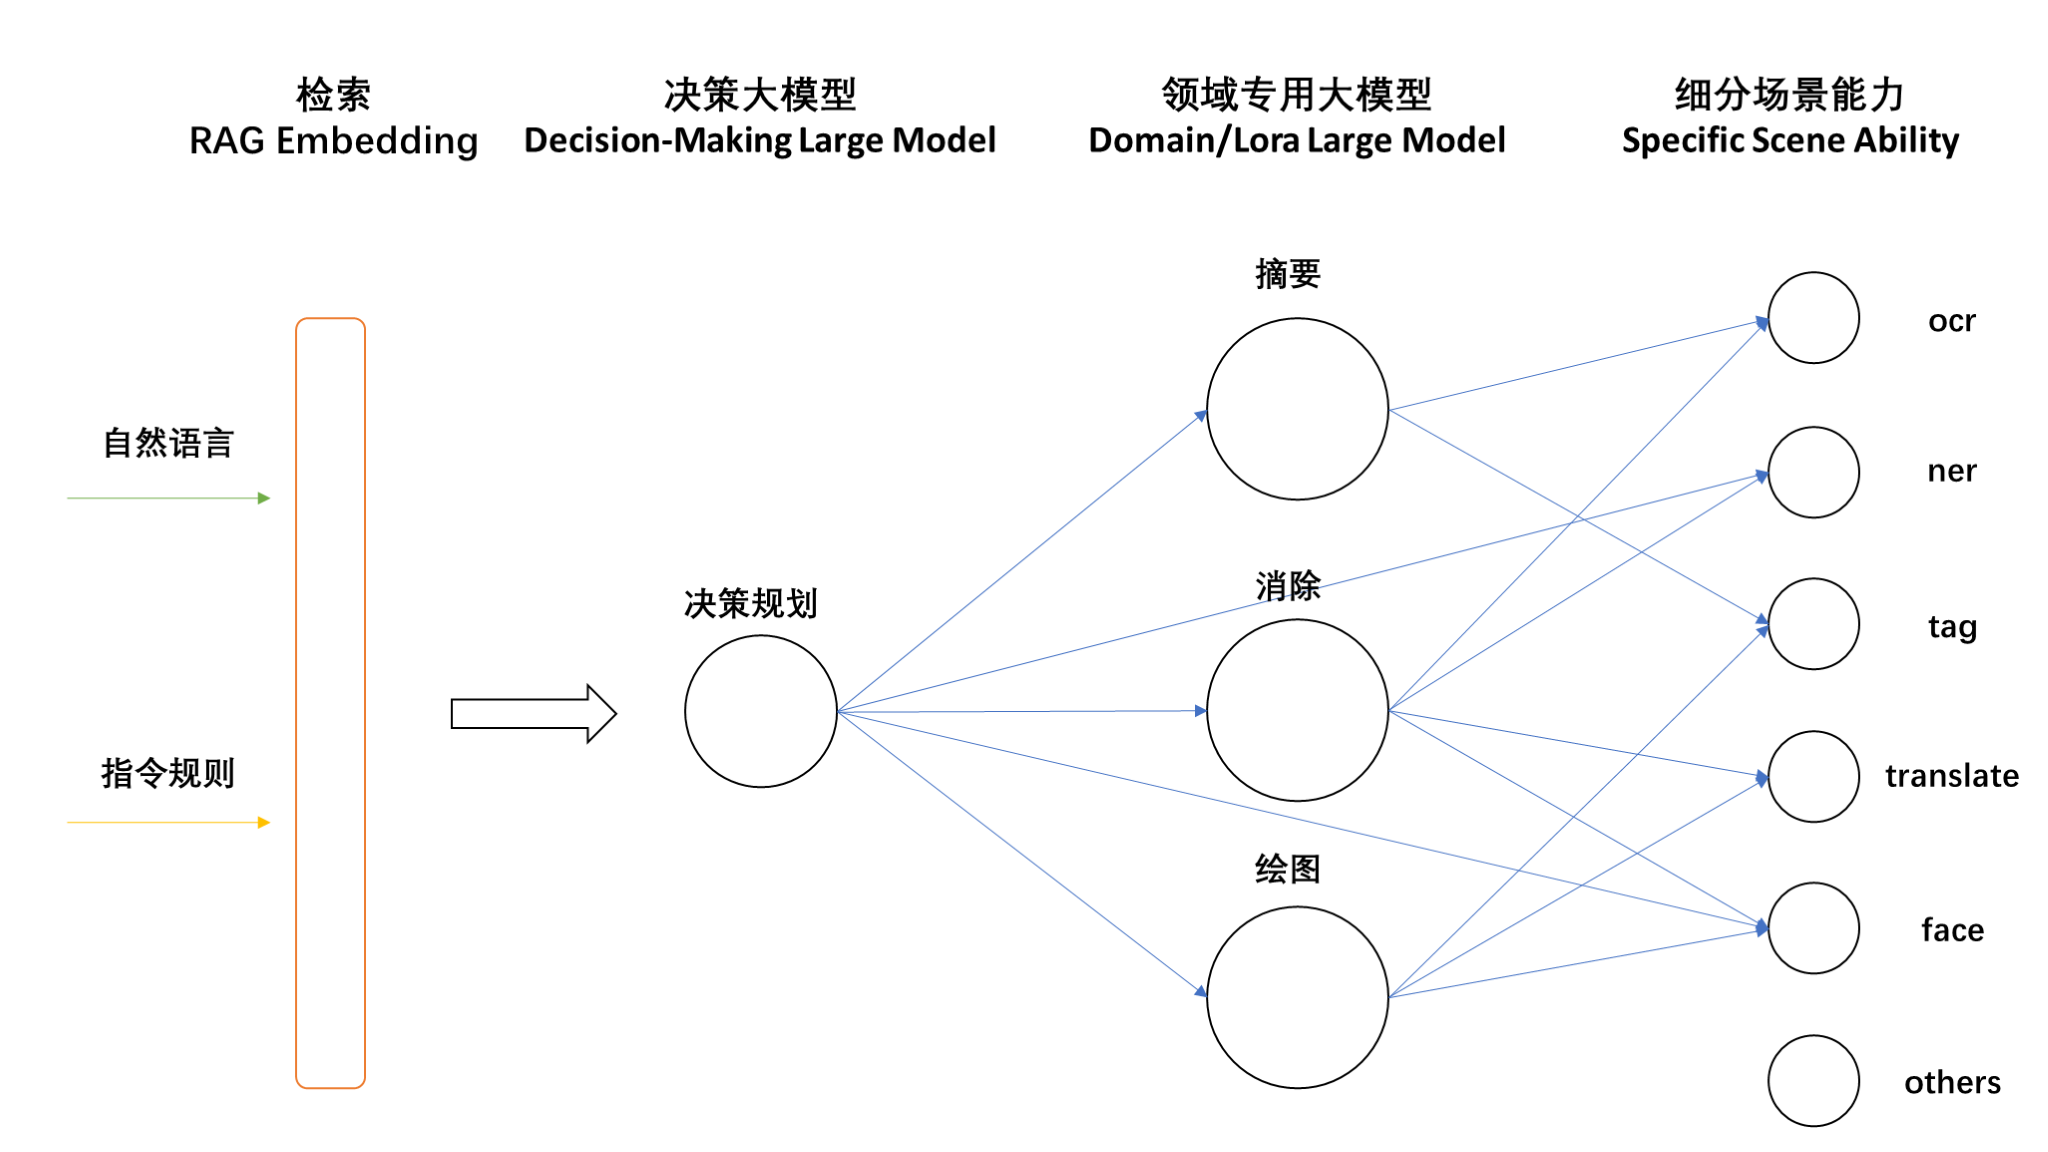 检索
RAG Embedding
决策大模型
Decision-Making Large Model
领域专用大模型
Domain/Lora Large Model
细分场景能力
Specific Scene Ability
自然语言
指令规则
决策规划
摘要
消除
绘图
ocr
ner
tag
translate
face
others